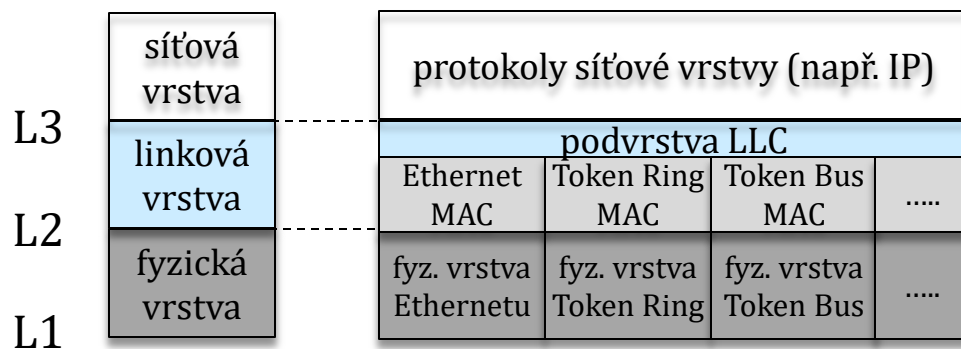 síťová
vrstva
protokoly síťové vrstvy (např. IP)
L3
linková
vrstva
podvrstva LLC
Ethernet
MAC
Token Ring
MAC
Token Bus
MAC
.....
L2
fyzická
vrstva
fyz. vrstva
Ethernetu
fyz. vrstva
Token Ring
fyz. vrstva
Token Bus
.....
L1